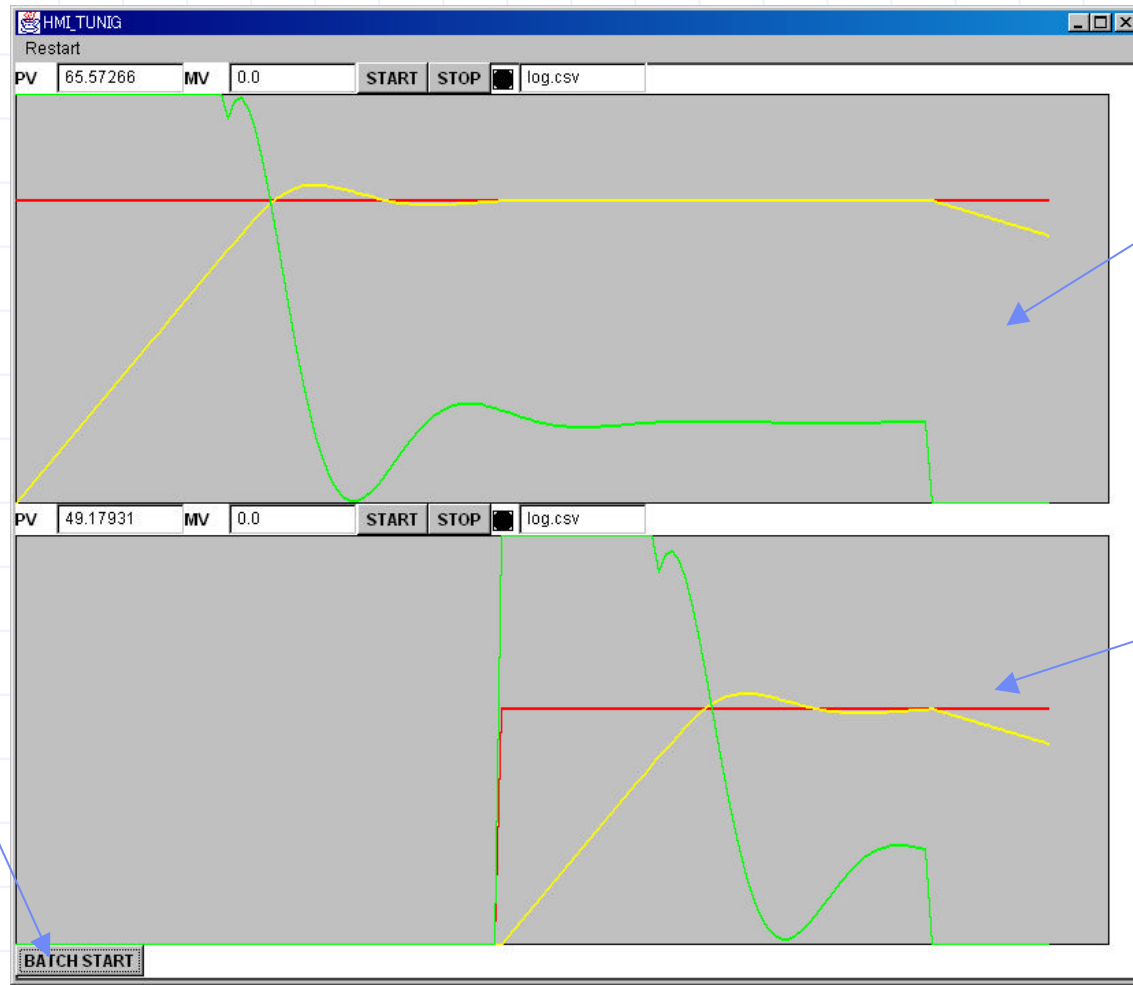 HMI_TUNIG
Restart
PV 65.57266 MV 0.0 START STOP log.csv
PV 49.17931 MV 0.0 START STOP log.csv
BATCH START